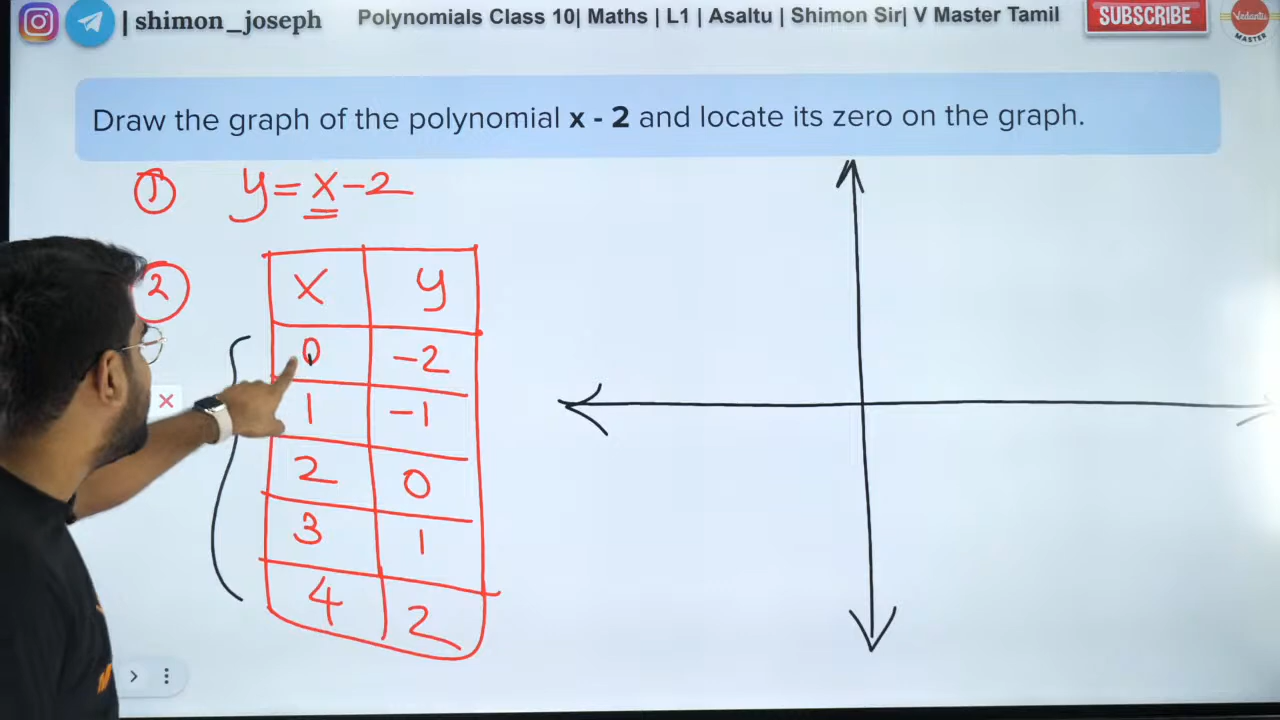 | shimon_joseph
Polynomials Class 10| Maths | L1 | Asaltu | Shimon Sir| V Master Tamil
SUBSCRIBE
Vedantu
MASTER
Draw the graph of the polynomial x - 2 and locate its zero on the graph.
1 y = x - 2
2
x y
0 -2
1 -1
2 0
3 1
4 2